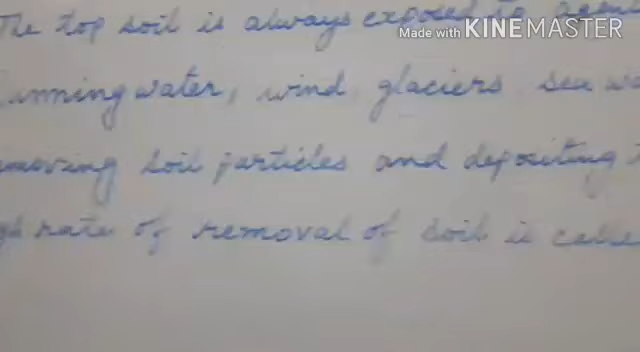 The top soil is always exposed to
Made with KINEMASTER
running water, wind, glaciers, sea
removing soil particles and depositing
rate of removal of soil is